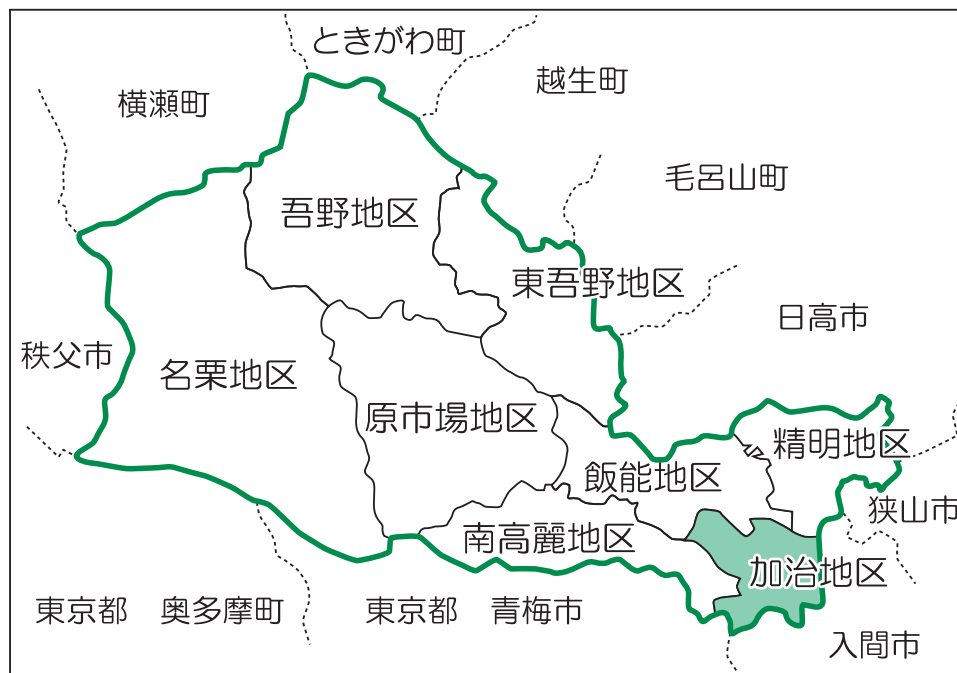 ときがわ町
越生町
横瀬町
毛呂山町
吾野地区
東吾野地区
日高市
秩父市
名栗地区
原市場地区
精明地区
飯能地区
狭山市
南高麗地区
加治地区
東京都 奥多摩町
東京都 青梅市
入間市